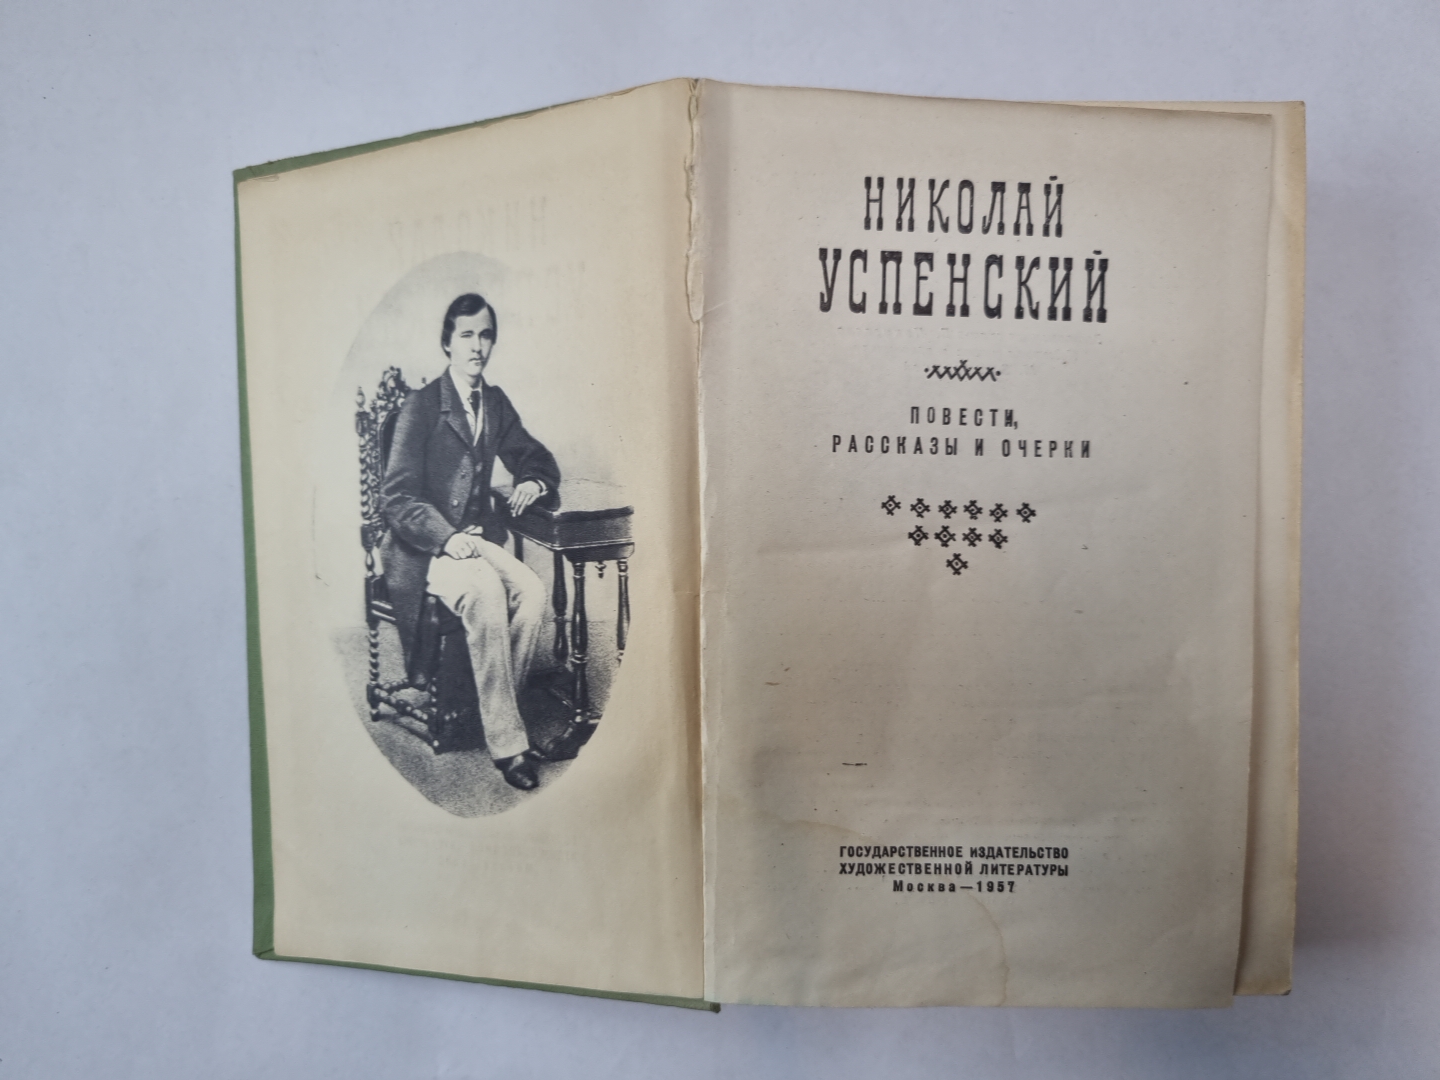 НИКОЛАЙ
УСПЕНСКИЙ
ПОВЕСТИ,
РАССКАЗЫ И ОЧЕРКИ
ГОСУДАРСТВЕННОЕ ИЗДАТЕЛЬСТВО
ХУДОЖЕСТВЕННОЙ ЛИТЕРАТУРЫ
Москва — 1957